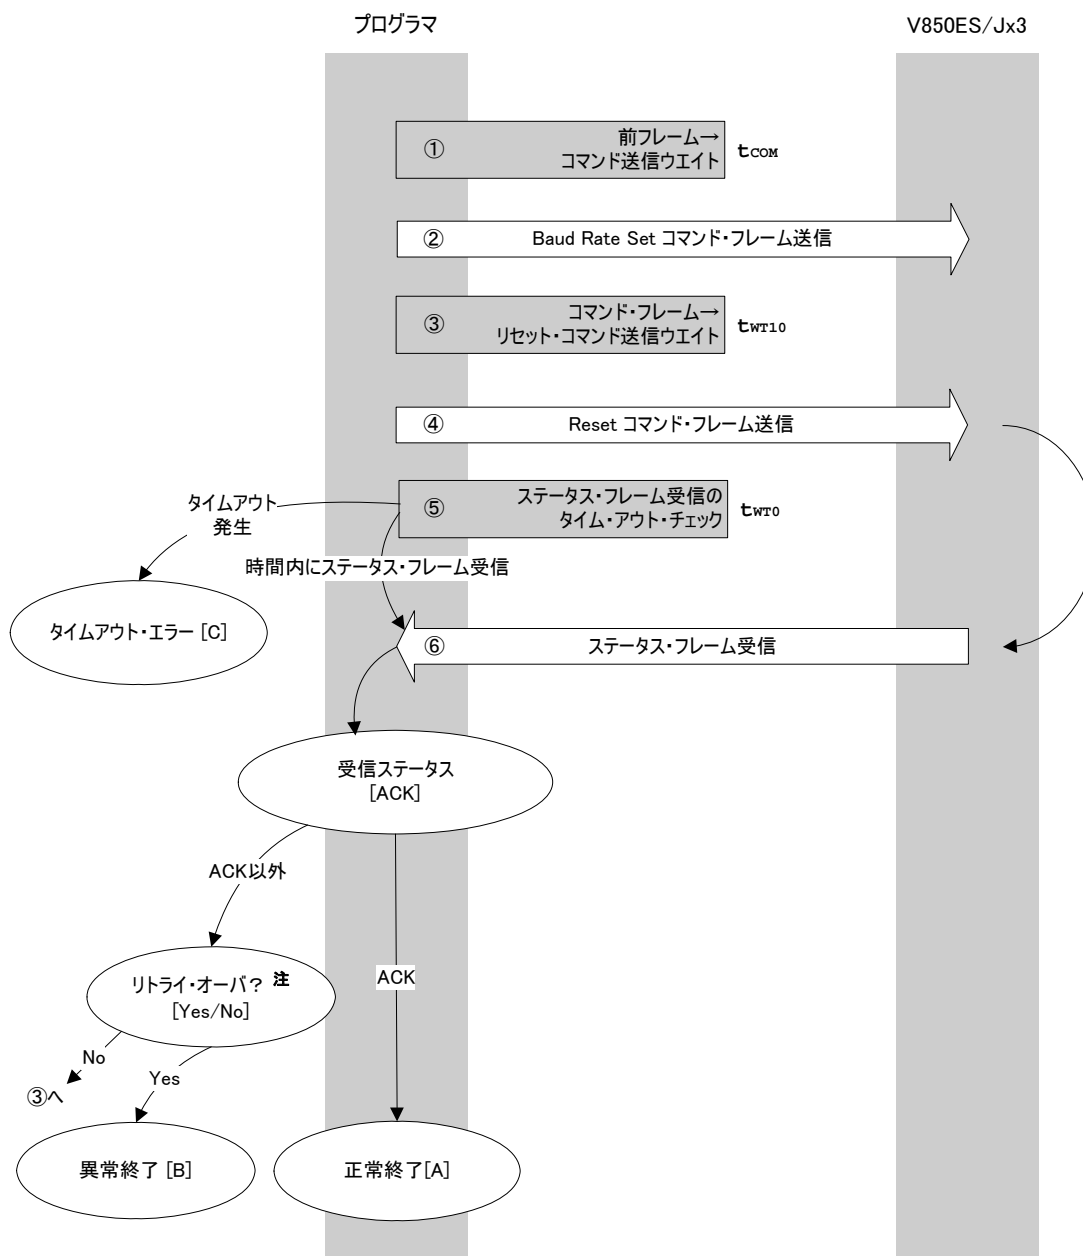 プログラマ
V850ES/Jx3
①
前フレーム→
コマンド送信ウエイト
tCOM
②
Baud Rate Set コマンド・フレーム送信
③
コマンド・フレーム→
リセット・コマンド送信ウエイト
tWT10
④
Reset コマンド・フレーム送信
タイムアウト
発生
⑤
ステータス・フレーム受信の
タイム・アウト・チェック
tWT0
時間内にステータス・フレーム受信
タイムアウト・エラー [C]
⑥
ステータス・フレーム受信
受信ステータス
[ACK]
ACK以外
リトライ・オーバ？ 注
[Yes/No]
ACK
No
Yes
③へ
異常終了 [B]
正常終了[A]